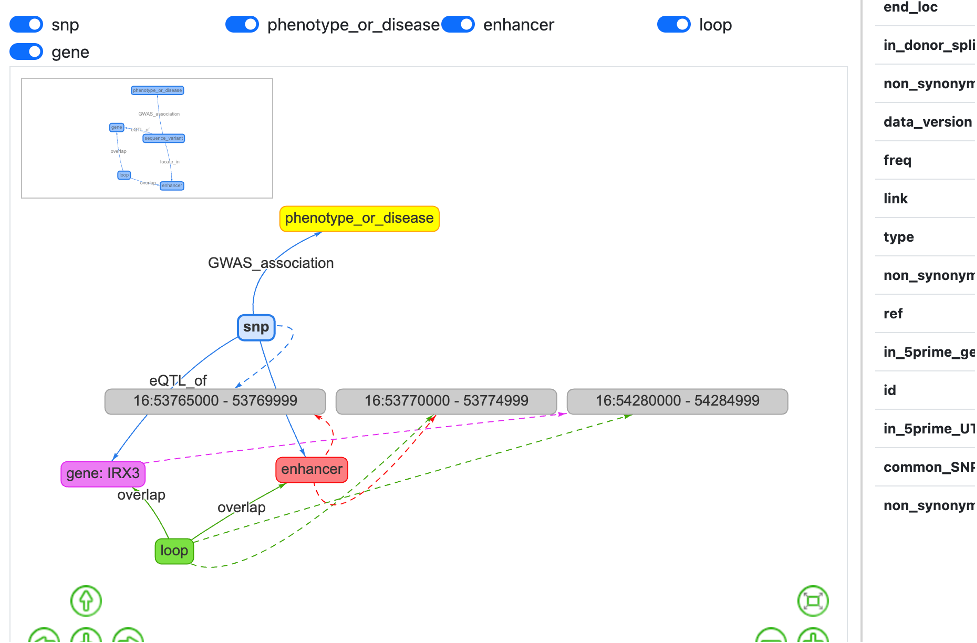 snp
phenotype_or_disease
enhancer
loop
gene
phenotype_or_disease
GWAS_association
gene
sequence_variant
overlap
loop
enhancer
phenotype_or_disease
GWAS_association
snp
eQTL_of
16:53765000 - 53769999
16:53770000 - 53774999
16:54280000 - 54284999
gene: IRX3
enhancer
overlap
overlap
loop
end_loc
in_donor_spli
non_synonym
data_version
freq
link
type
non_synonym
ref
in_5prime_ge
id
in_5prime_UT
common_SNP
non_synonym